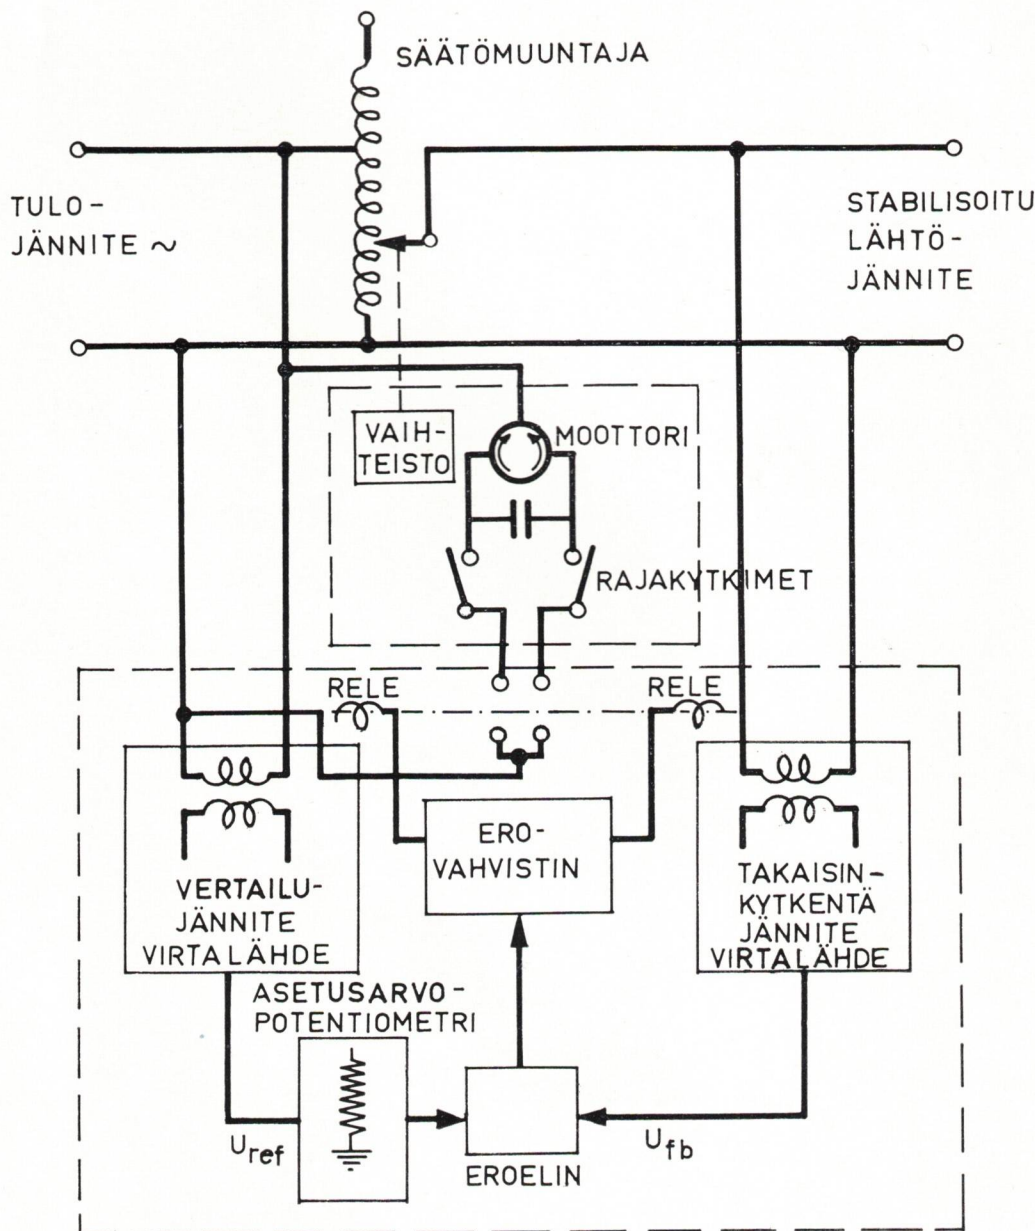 SÄÄTÖMUUNTAJA
TULO-
JÄNNITE ~
STABILISOITU
LÄHTÖ-
JÄNNITE
VAIH-
TEISTO
MOOTTORI
RAJAKYTKIMET
RELE
RELE
VERTAILU-
JÄNNITE
VIRTALÄHDE
ERO-
VAHVISTIN
TAKAISIN-
KYTKENTÄ
JÄNNITE
VIRTALÄHDE
ASETUSARVO-
POTENTIOMETRI
Uref
EROELIN
Ufb